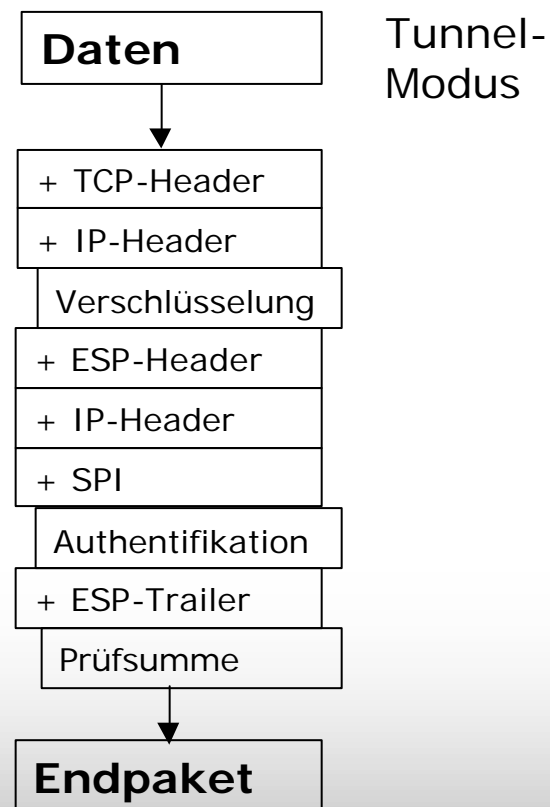 Daten
Tunnel-
Modus
+ TCP-Header
+ IP-Header
Verschlüsselung
+ ESP-Header
+ IP-Header
+ SPI
Authentifikation
+ ESP-Trailer
Prüfsumme
Endpaket